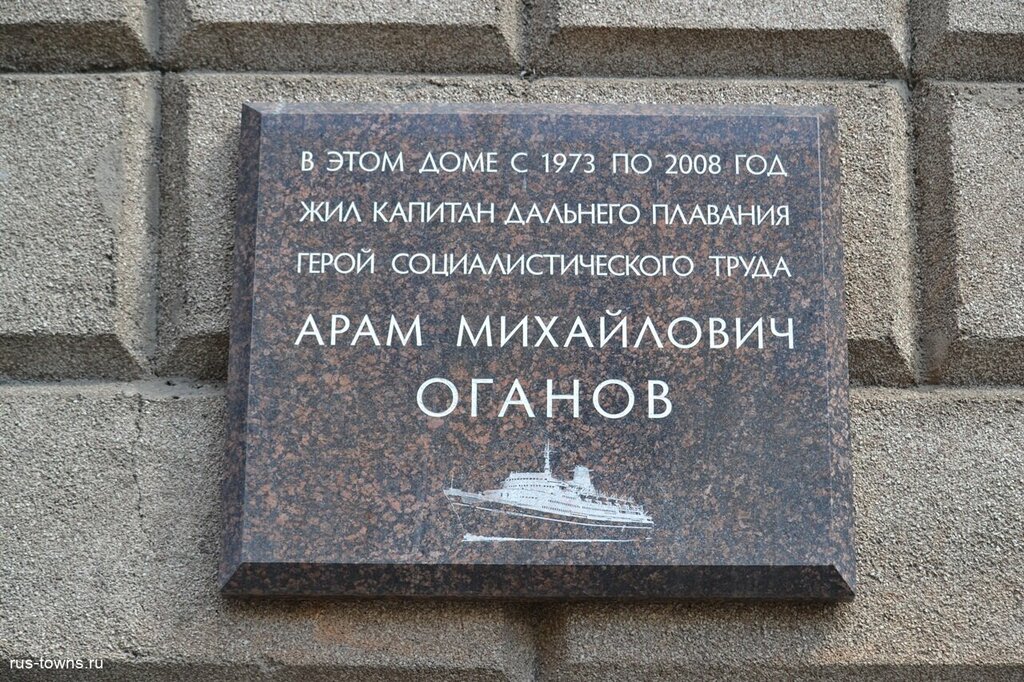 В ЭТОМ ДОМЕ С 1973 ПО 2008 ГОД
ЖИЛ КАПИТАН ДАЛЬНЕГО ПЛАВАНИЯ
ГЕРОЙ СОЦИАЛИСТИЧЕСКОГО ТРУДА
АРАМ МИХАЙЛОВИЧ
ОГАНОВ
rus-towns.ru